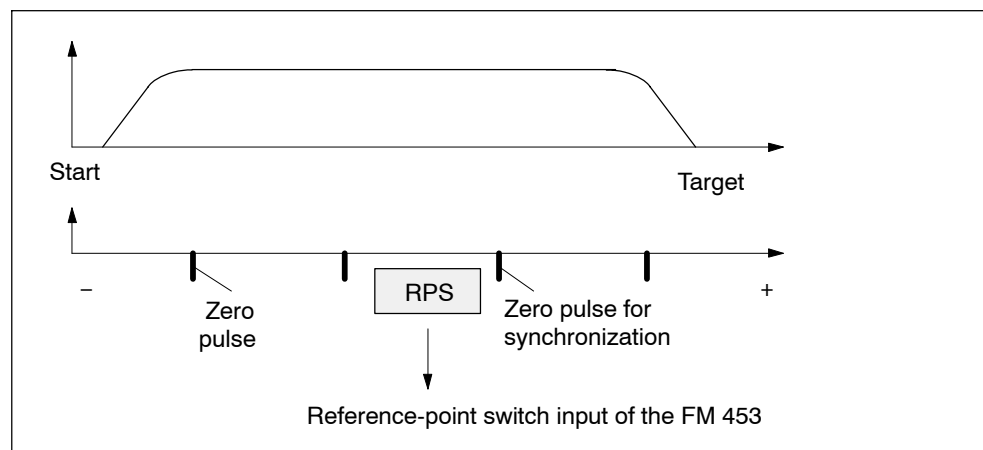 Start
Target
–
+
RPS
Zero
pulse
Zero pulse for
synchronization
Reference-point switch input of the FM 453